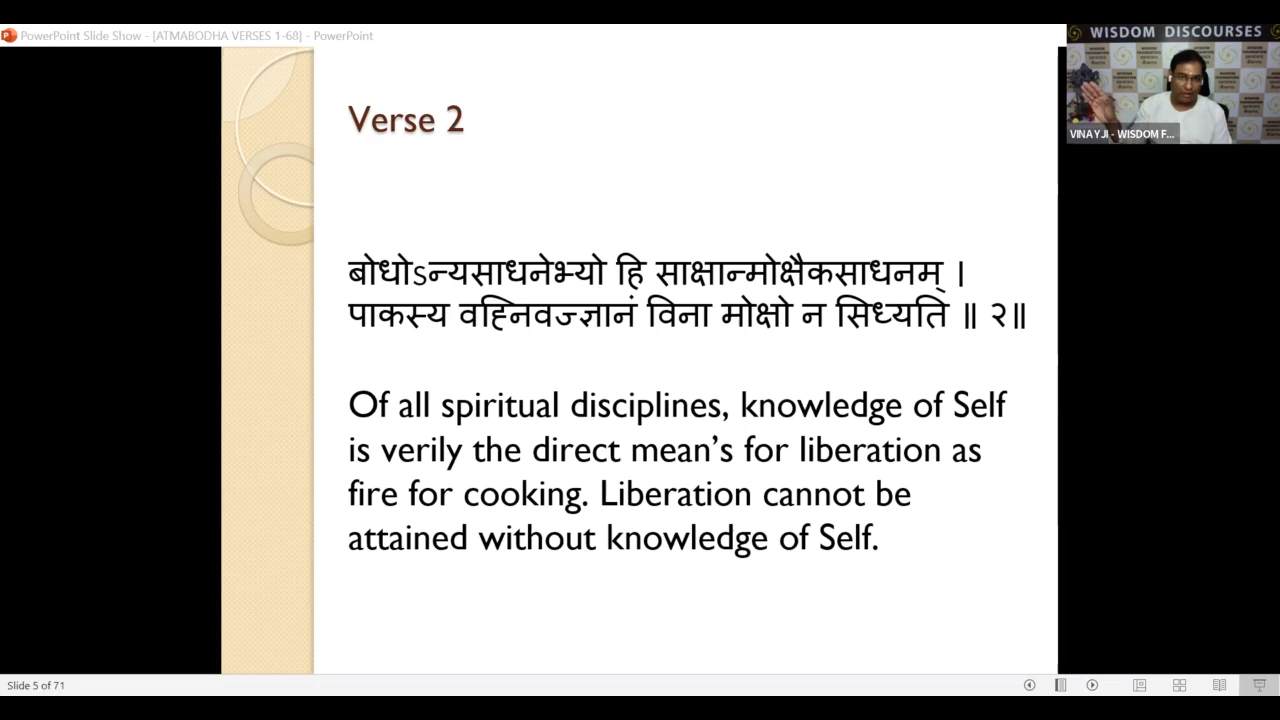 PowerPoint Slide Show - [ATMABODHA VERSES 1-68] - PowerPoint
WISDOM DISCOURSES
VINAYJI - WISDOM F...
Verse 2
बोधोऽन्यसाधनेभ्यो हि साक्षान्मोक्षैकसाधनम् ।
पाकस्य वह्निवज्ज्ञानं विना मोक्षो न सिध्यति ॥ २॥
Of all spiritual disciplines, knowledge of Self
is verily the direct mean’s for liberation as
fire for cooking. Liberation cannot be
attained without knowledge of Self.
Slide 5 of 71